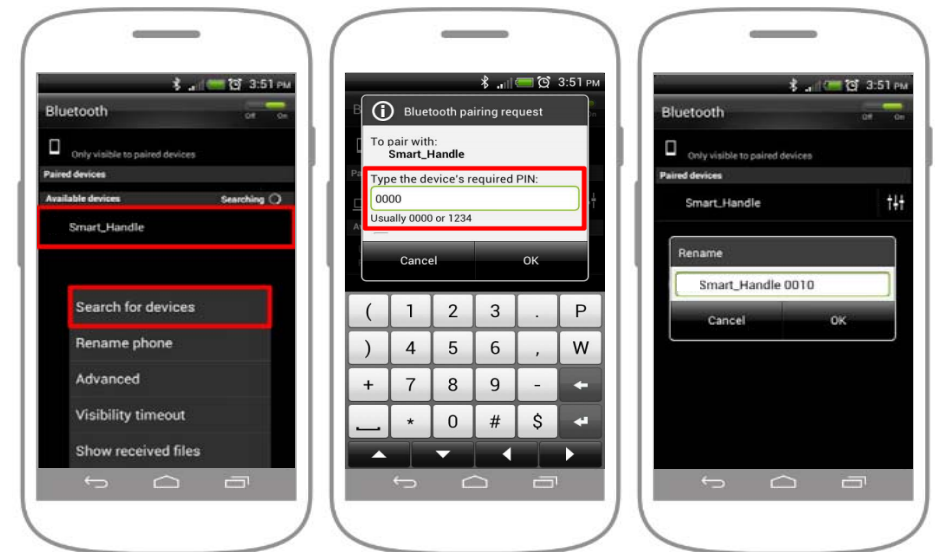 3:51 PM
Bluetooth
Off On
Only visible to paired devices
Paired devices
Available devices Searching
Smart_Handle
Search for devices
Rename phone
Advanced
Visibility timeout
Show received files
3:51 PM
Bluetooth pairing request
To pair with:
Smart_Handle
Type the device's required PIN:
0000
Usually 0000 or 1234
Cancel OK
( 1 2 3 . P
) 4 5 6 , W
+ 7 8 9 -
* 0 # $
3:51 PM
Bluetooth
Off On
Only visible to paired devices
Paired devices
Smart_Handle
Rename
Smart_Handle 0010
Cancel OK